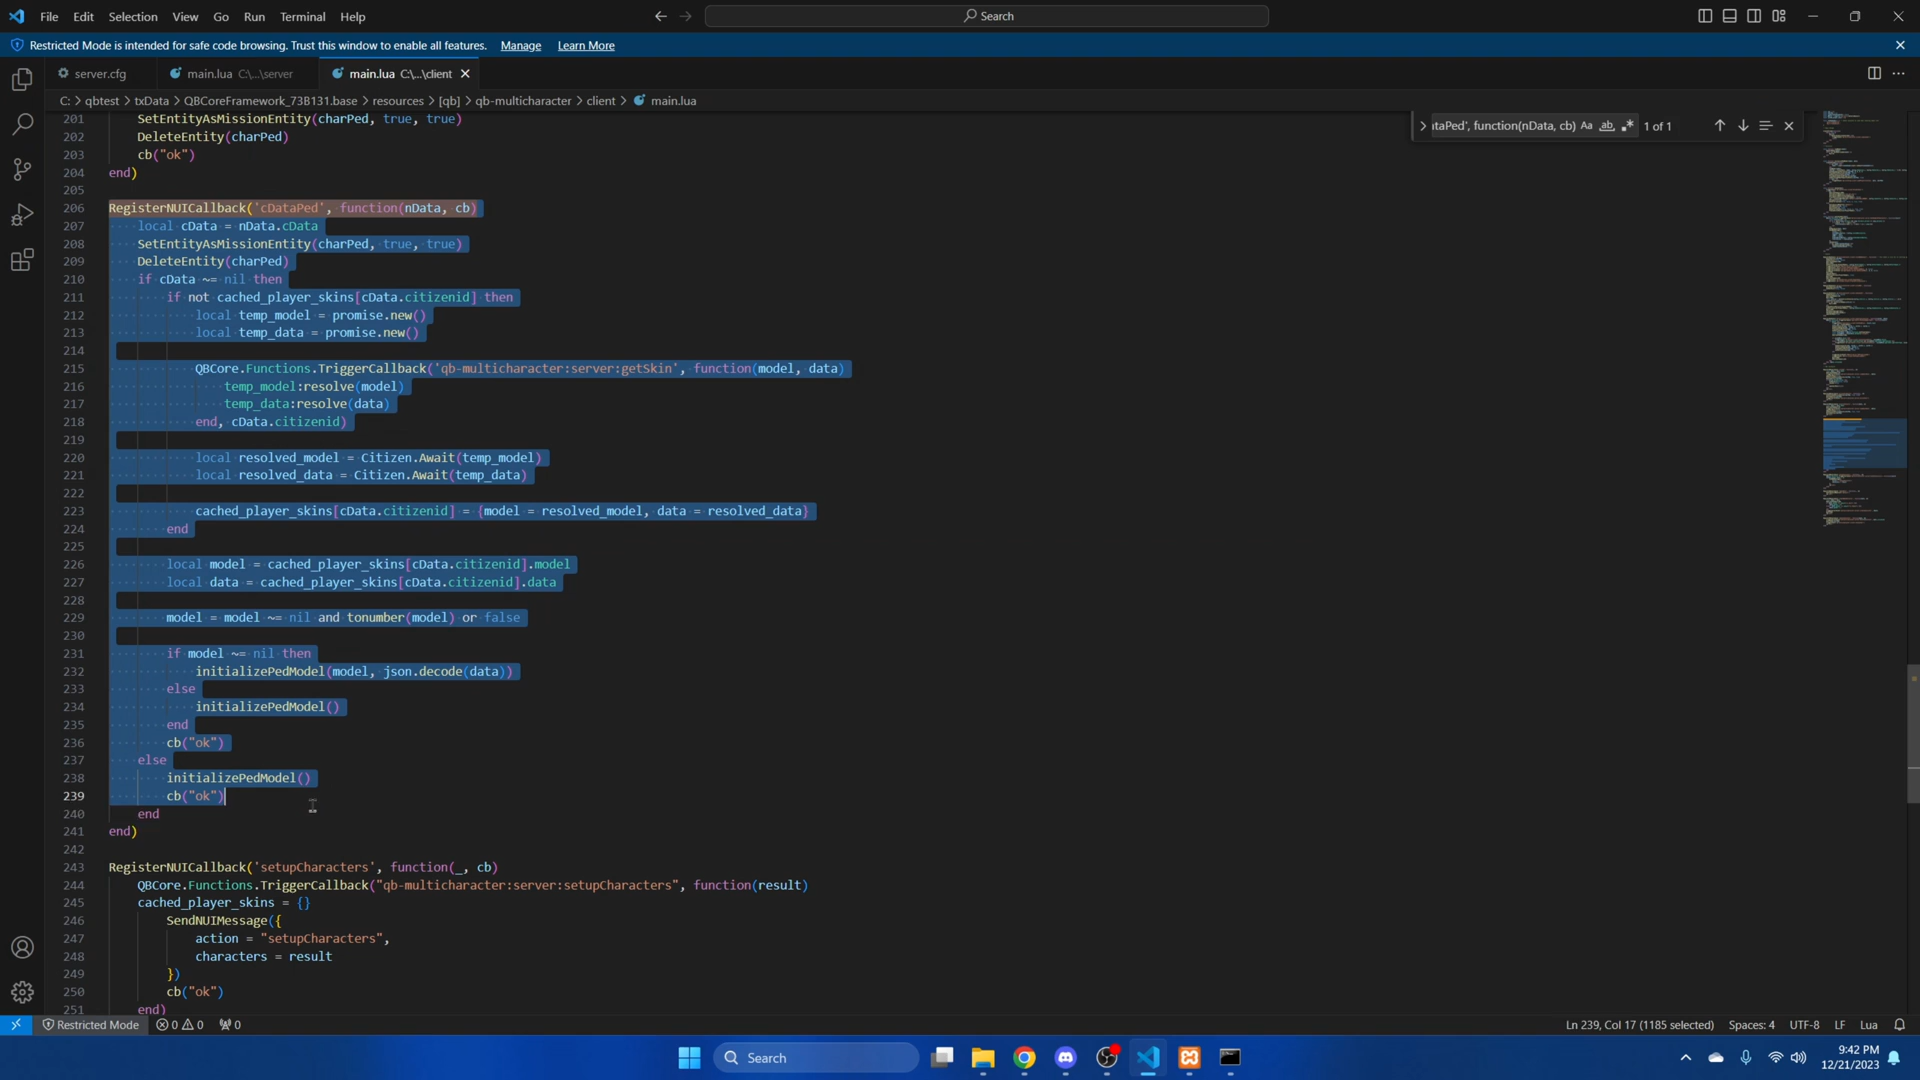 File Edit Selection View Go Run Terminal Help
Search
Restricted Mode is intended for safe code browsing. Trust this window to enable all features. Manage Learn More
server.cfg main.lua C:\...\server main.lua C:\...\client
C: > qbtest > txData > QBCoreFramework_73B131.base > resources > [qb] > qb-multicharacter > client > main.lua
taPed', function(nData, cb) Aa ab 1 of 1
201 SetEntityAsMissionEntity(charPed, true, true)
202 DeleteEntity(charPed)
203 cb("ok")
204 end)
205
206 RegisterNUICallback('cDataPed', function(nData, cb)
207 local cData = nData.cData
208 SetEntityAsMissionEntity(charPed, true, true)
209 DeleteEntity(charPed)
210 if cData ~= nil then
211 if not cached_player_skins[cData.citizenid] then
212 local temp_model = promise.new()
213 local temp_data = promise.new()
214
215 QBCore.Functions.TriggerCallback('qb-multicharacter:server:getSkin', function(model, data)
216 temp_model:resolve(model)
217 temp_data:resolve(data)
218 end, cData.citizenid)
219
220 local resolved_model = Citizen.Await(temp_model)
221 local resolved_data = Citizen.Await(temp_data)
222
223 cached_player_skins[cData.citizenid] = {model = resolved_model, data = resolved_data}
224 end
225
226 local model = cached_player_skins[cData.citizenid].model
227 local data = cached_player_skins[cData.citizenid].data
228
229 model = model ~= nil and tonumber(model) or false
230
231 if model ~= nil then
232 initializePedModel(model, json.decode(data))
233 else
234 initializePedModel()
235 end
236 cb("ok")
237 else
238 initializePedModel()
239 cb("ok")
240 end
241 end)
242
243 RegisterNUICallback('setupCharacters', function(_, cb)
244 QBCore.Functions.TriggerCallback("qb-multicharacter:server:setupCharacters", function(result)
245 cached_player_skins = {}
246 SendNUIMessage({
247 action = "setupCharacters",
248 characters = result
249 })
250 cb("ok")
251 end)
Restricted Mode 0 0 0 Ln 239, Col 17 (1185 selected) Spaces: 4 UTF-8 LF Lua
Search
9:42 PM
12/21/2023